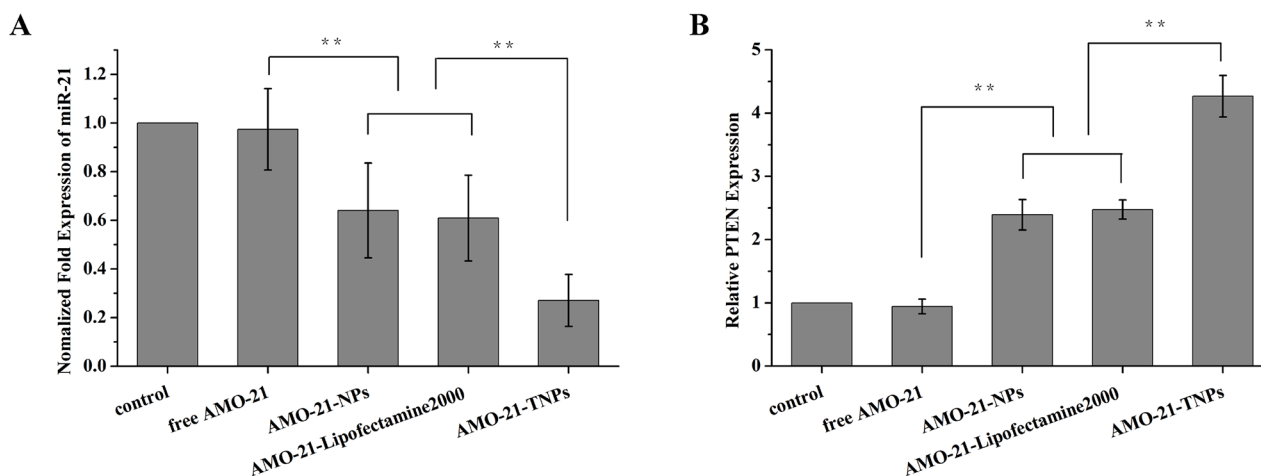 A
Nomalized Fold Expression of miR-21
1.2
1.0
0.8
0.6
0.4
0.2
0.0
**
**
control
free AMO-21
AMO-21-NPs
AMO-21-Lipofectamine2000
AMO-21-TNPs
B
Relative PTEN Expression
5
4
3
2
1
0
**
**
control
free AMO-21
AMO-21-NPs
AMO-21-Lipofectamine2000
AMO-21-TNPs